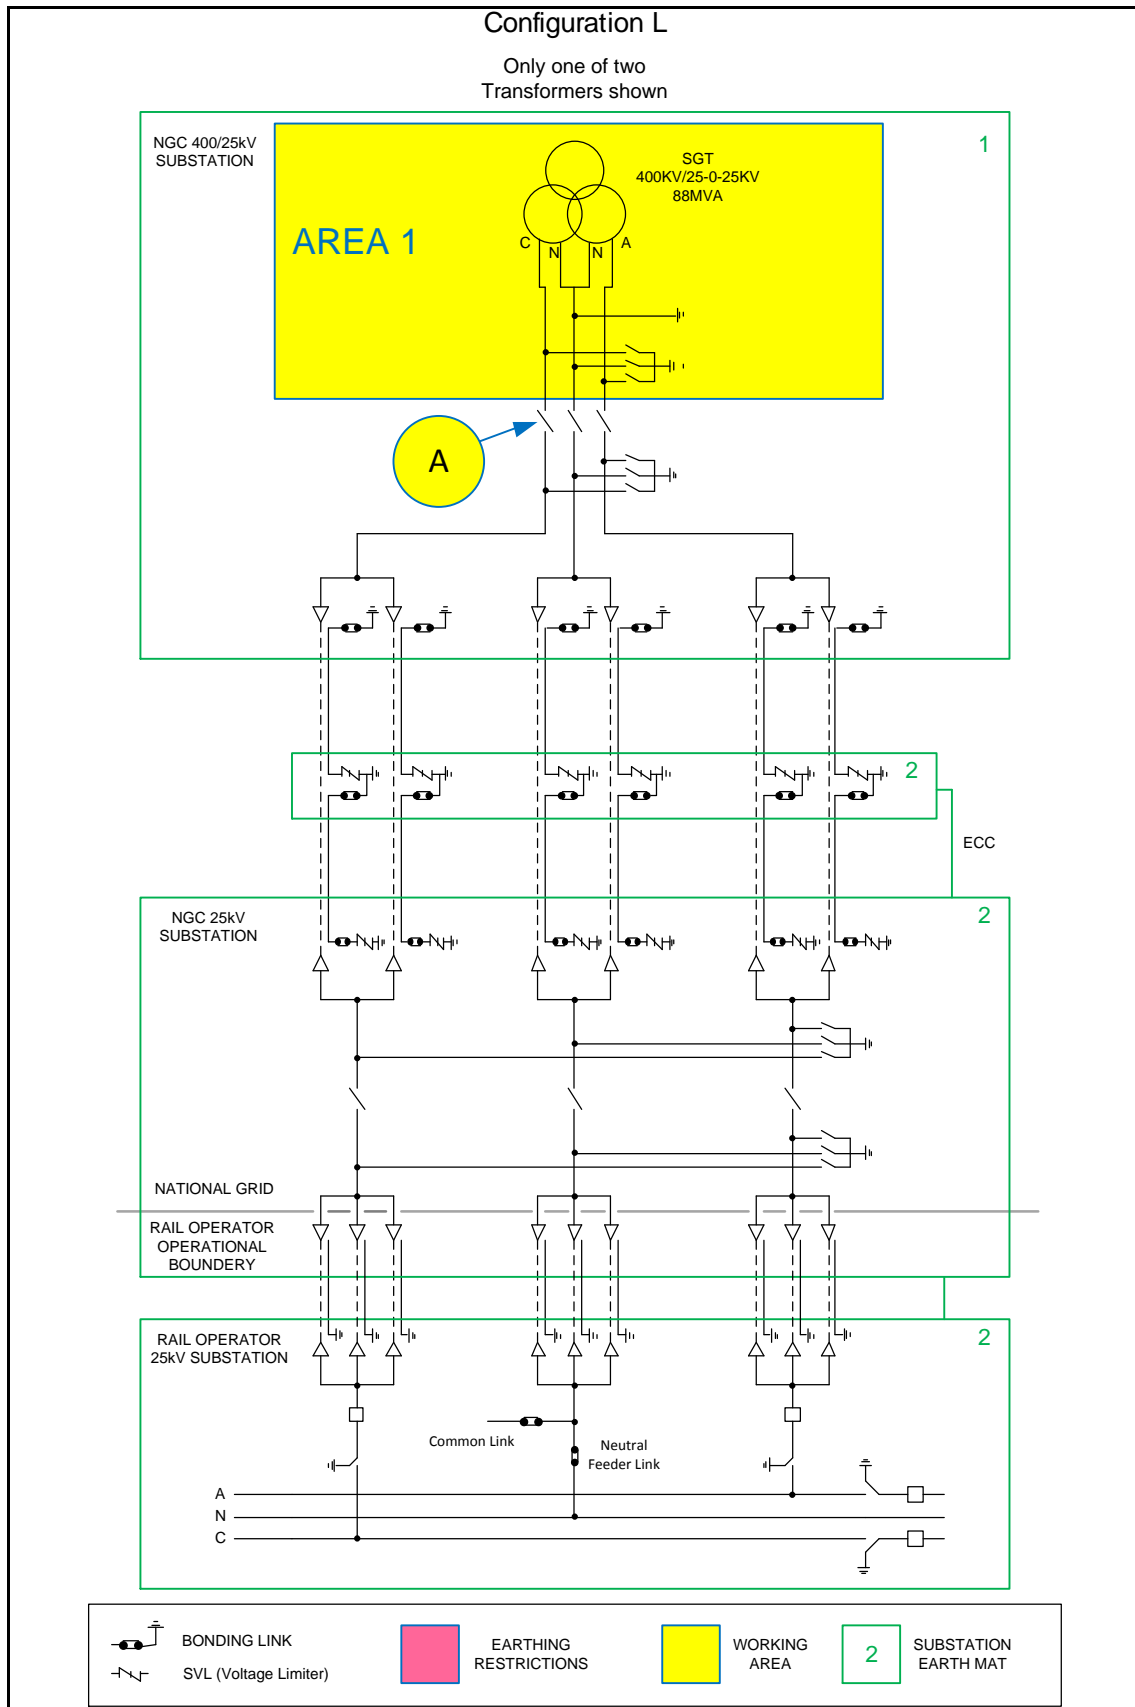 Configuration L
Only one of two
Transformers shown
NGC 400/25kV
SUBSTATION
1
SGT
400KV/25-0-25KV
88MVA
AREA 1
C
N
N
A
A
2
ECC
NGC 25kV
SUBSTATION
2
NATIONAL GRID
RAIL OPERATOR
OPERATIONAL
BOUNDERY
RAIL OPERATOR
25kV SUBSTATION
2
Common Link
Neutral
Feeder Link
A
N
C
BONDING LINK
SVL (Voltage Limiter)
EARTHING
RESTRICTIONS
WORKING
AREA
2
SUBSTATION
EARTH MAT